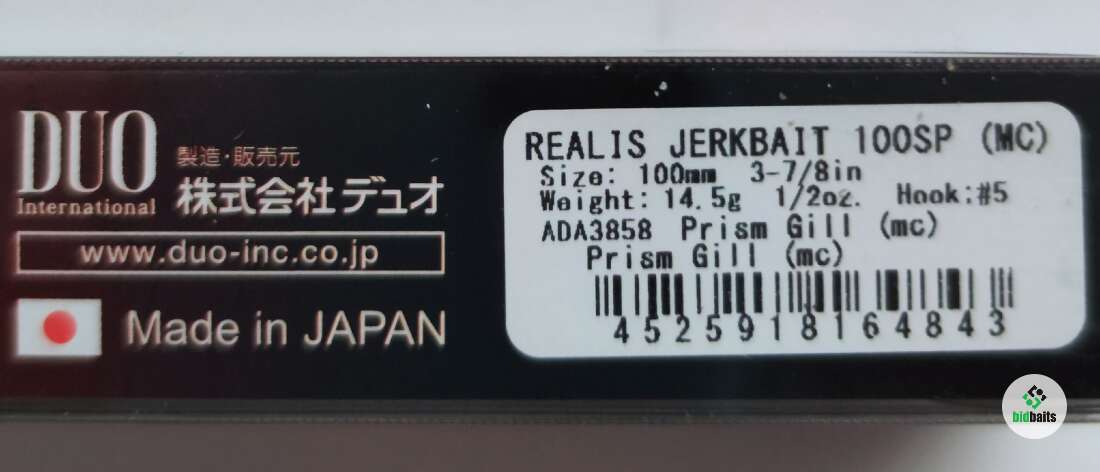 DUO
International
製造・販売元
株式会社デュオ
www.duo-inc.co.jp
Made in JAPAN
REALIS JERKBAIT 100SP (MC)
Size: 100mm 3-7/8in
Weight: 14.5g 1/2oz. Hook:#5
ADA3858 Prism Gill (mc)
Prism Gill (mc)
4525918164843
bidbaits